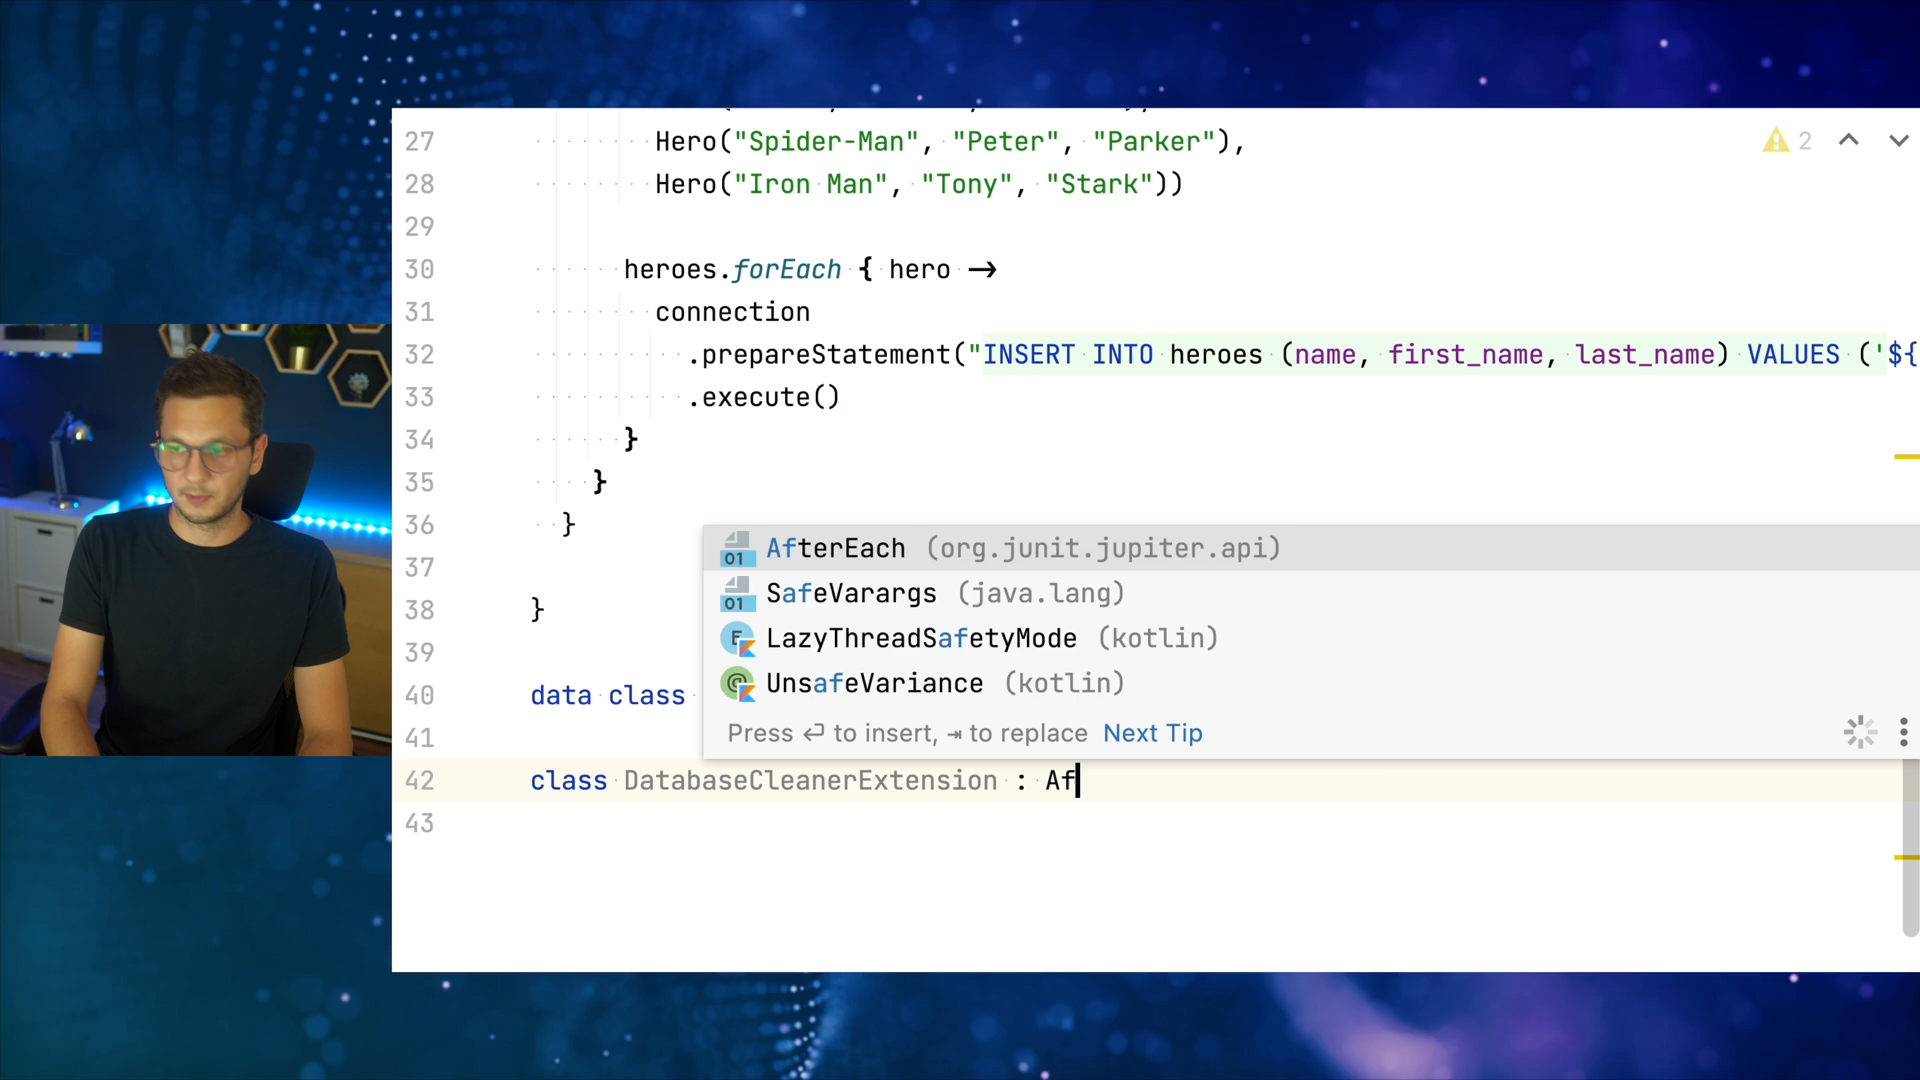 27 Hero("Spider-Man", "Peter", "Parker"),
2
28 Hero("Iron Man", "Tony", "Stark"))
29
30 heroes.forEach { hero →
31 connection
32 .prepareStatement("INSERT INTO heroes (name, first_name, last_name) VALUES ('${
33 .execute()
34 }
35 }
36 }
37
38 }
39
40 data class
41
42 class DatabaseCleanerExtension : Af
43
AfterEach (org.junit.jupiter.api)
SafeVarargs (java.lang)
LazyThreadSafetyMode (kotlin)
UnsafeVariance (kotlin)
Press ↵ to insert, ⇥ to replace Next Tip